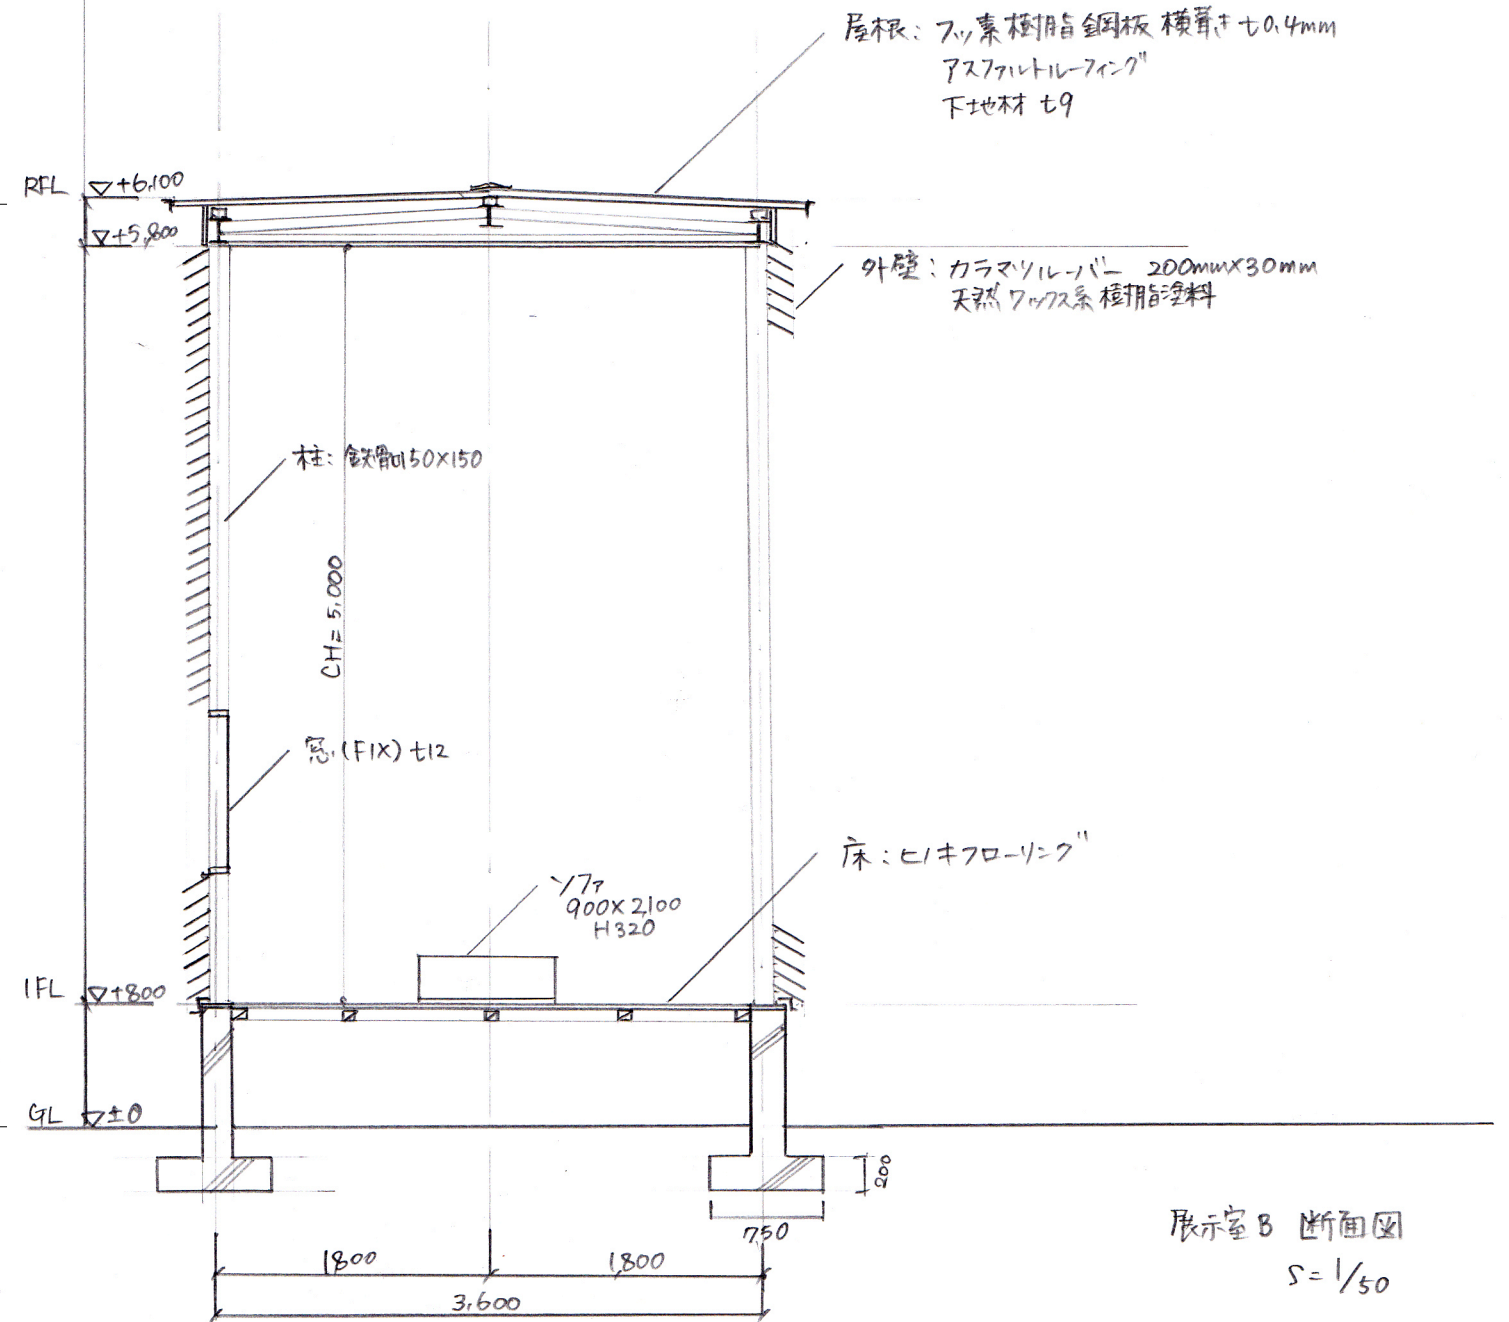 屋根：フッ素樹脂鋼板 横葺き t0.4mm
アスファルトルーフィング
下地材 t9
RFL ▽+6,100
▽+5,800
外壁：カラマツルーバー 200mm×30mm
天然ワックス系樹脂塗料
柱：鉄骨□150×150
CH=5,000
窓(FIX) t12
床：ヒノキフローリング
ソファ
900×2,100
H320
1FL ▽+800
GL ▽±0
200
750
1,800 1,800
3,600
展示室B 断面図
S=1/50